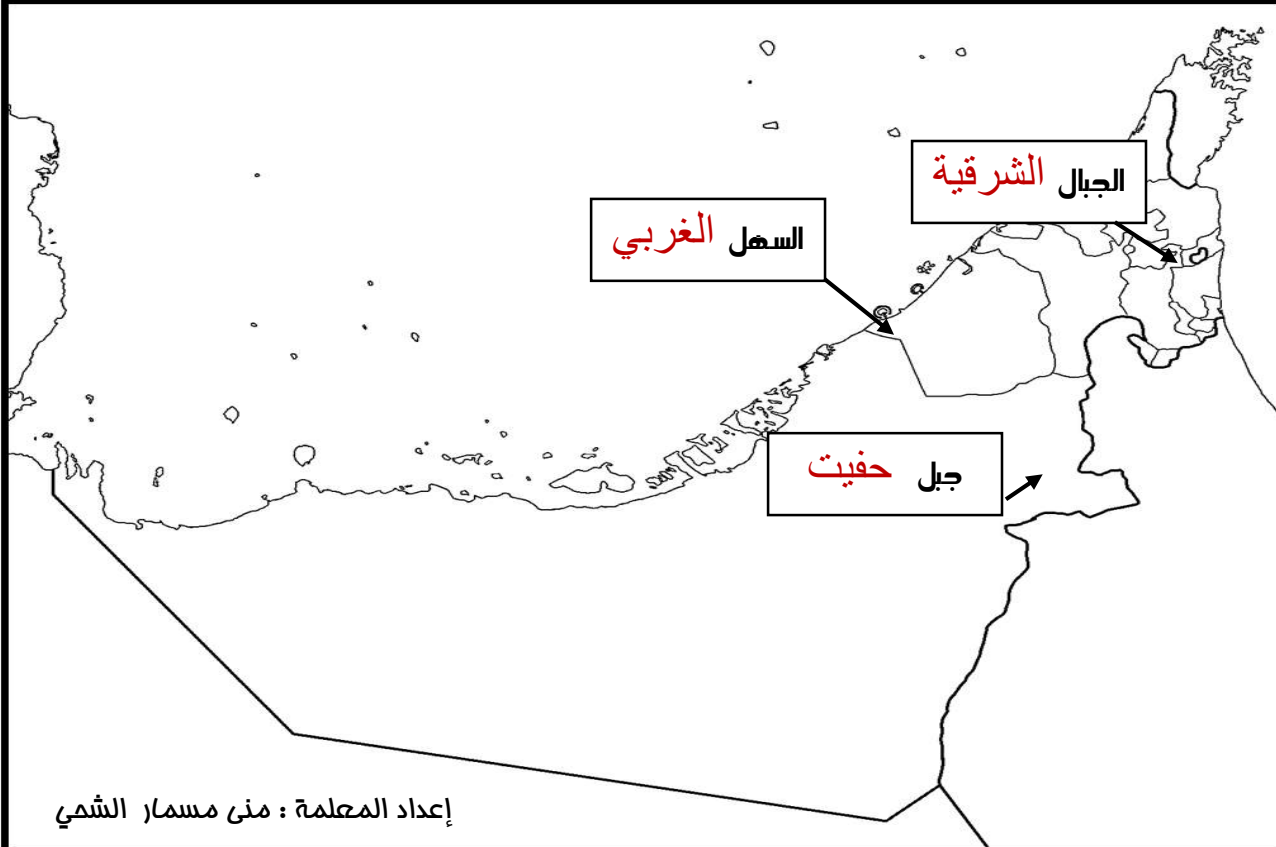 الجبال الشرقية
السهل الغربي
جبل حفيت
إعداد المعلمة : منى مسمار الشحي